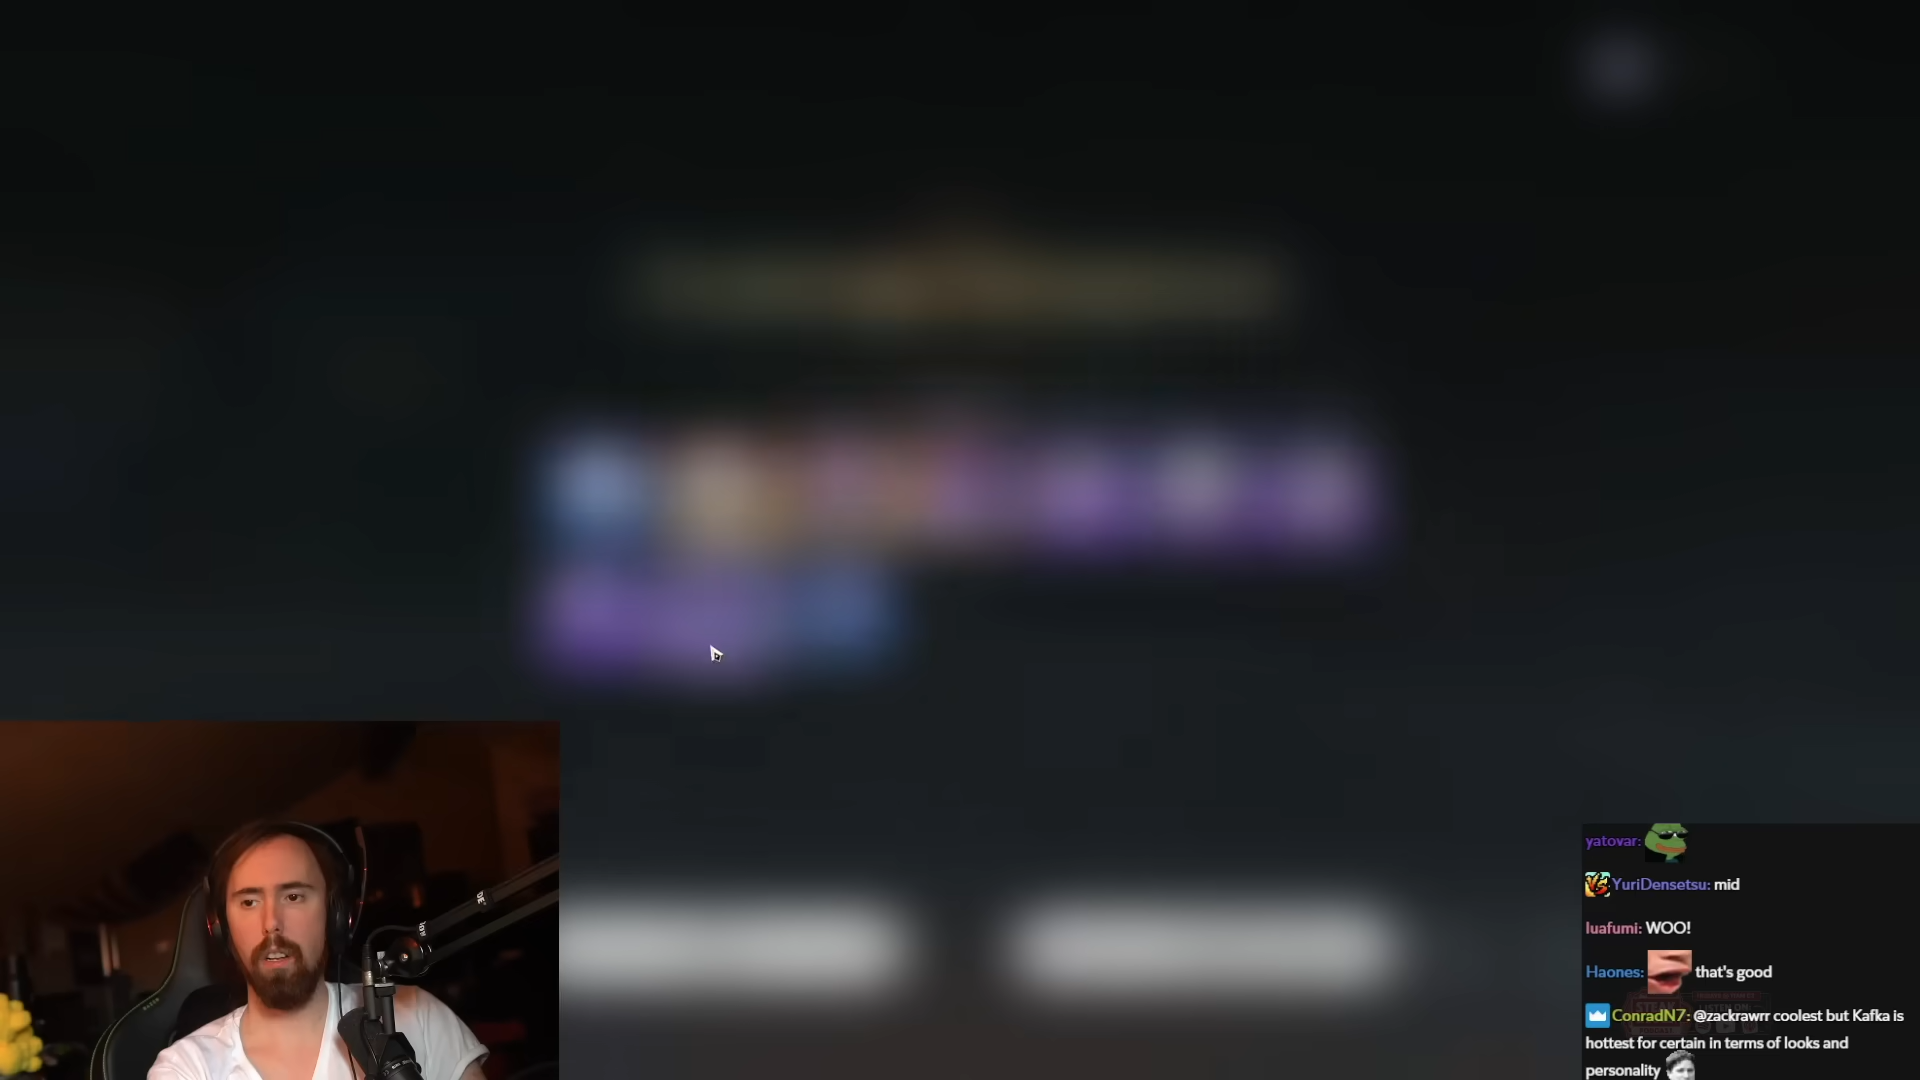 yatovar:
YuriDensetsu: mid
luafumi: WOO!
Haones: that's good
ConradN7: @zackrawrr coolest but Kafka is
hottest for certain in terms of looks and
personality